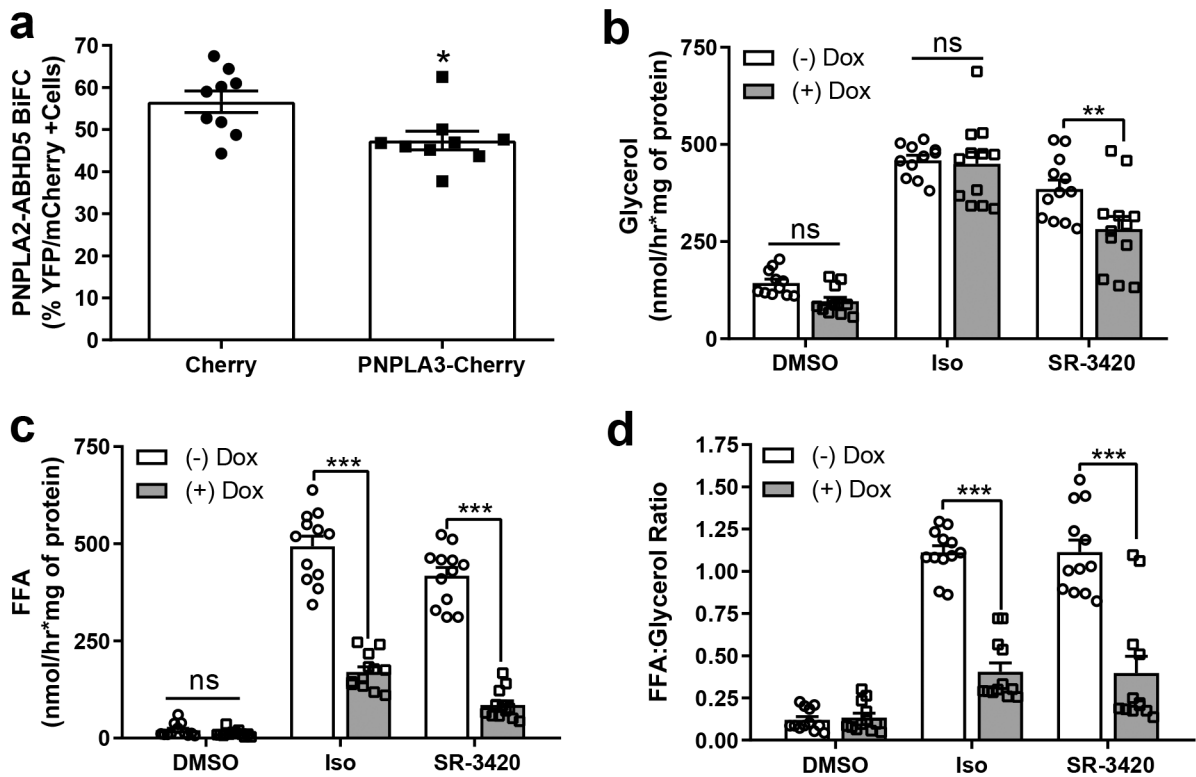 a
PNPLA2-ABHD5 BiFC
(% YFP/mCherry +Cells)
70
60
50
40
30
20
10
0
*
Cherry
PNPLA3-Cherry
b
Glycerol
(nmol/hr*mg of protein)
750
500
250
0
(-) Dox
(+) Dox
ns
ns
**
DMSO
Iso
SR-3420
c
FFA
(nmol/hr*mg of protein)
750
500
250
0
(-) Dox
(+) Dox
ns
***
***
DMSO
Iso
SR-3420
d
FFA:Glycerol Ratio
1.75
1.50
1.25
1.00
0.75
0.50
0.25
0.00
(-) Dox
(+) Dox
***
***
DMSO
Iso
SR-3420